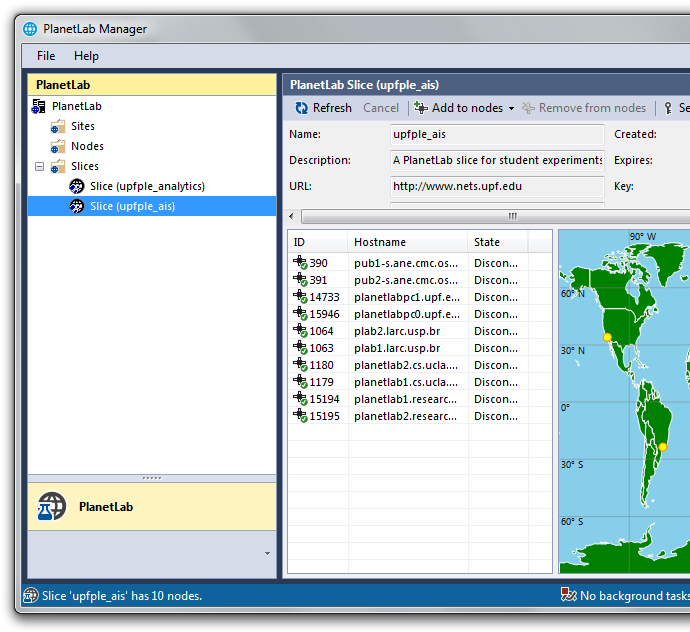 PlanetLab Manager
File Help
PlanetLab
PlanetLab
Sites
Nodes
Slices
Slice (upfple_analytics)
Slice (upfple_ais)
PlanetLab
PlanetLab Slice (upfple_ais)
Refresh Cancel Add to nodes Remove from nodes Se
Name: upfple_ais Created:
Description: A PlanetLab slice for student experiments Expires:
URL: http://www.nets.upf.edu Key:
ID Hostname State
390 pub1-s.ane.cmc.os... Discon...
391 pub2-s.ane.cmc.os... Discon...
14733 planetlabpc1.upf.e... Discon...
15946 planetlabpc0.upf.e... Discon...
1064 plab2.larc.usp.br Discon...
1063 plab1.larc.usp.br Discon...
1180 planetlab2.cs.ucla.... Discon...
1179 planetlab1.cs.ucla.... Discon...
15194 planetlab1.researc... Discon...
15195 planetlab2.researc... Discon...
90° W
60° N
30° N
0°
30° S
60° S
Slice 'upfple_ais' has 10 nodes. No background tasks